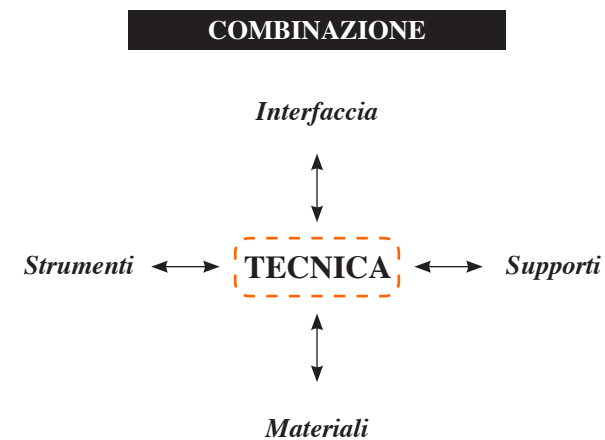 COMBINAZIONE
Interfaccia
Strumenti
TECNICA
Supporti
Materiali